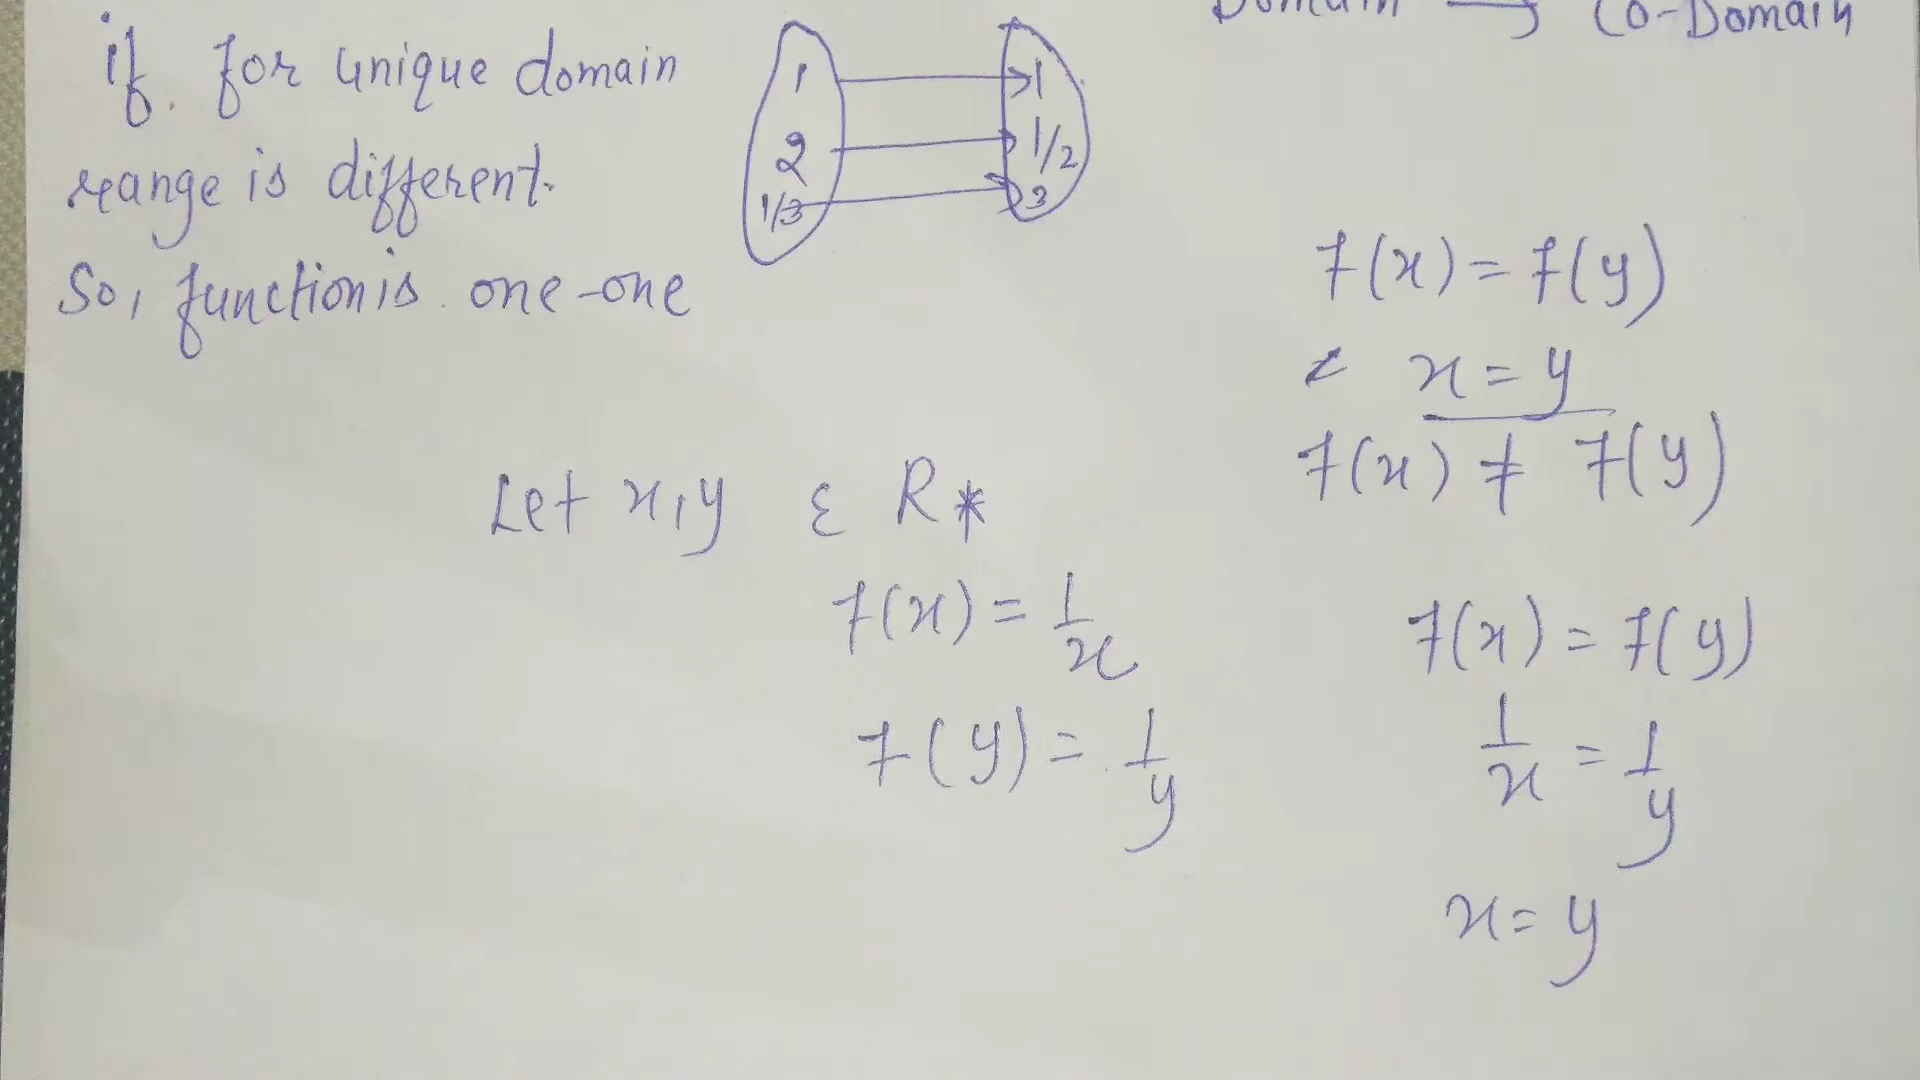 Domain → Co-Domain
if for unique domain
range is different.
So, function is one-one
1 → 1
2 → 1/2
1/3 → 3
f(x) = f(y)
x = y
f(x) ≠ f(y)
Let x, y ε R*
f(x) = 1/x
f(y) = 1/y
f(x) = f(y)
1/x = 1/y
x = y